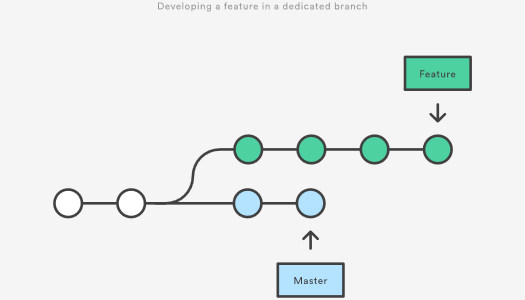 Developing a feature in a dedicated branch
Feature
Master